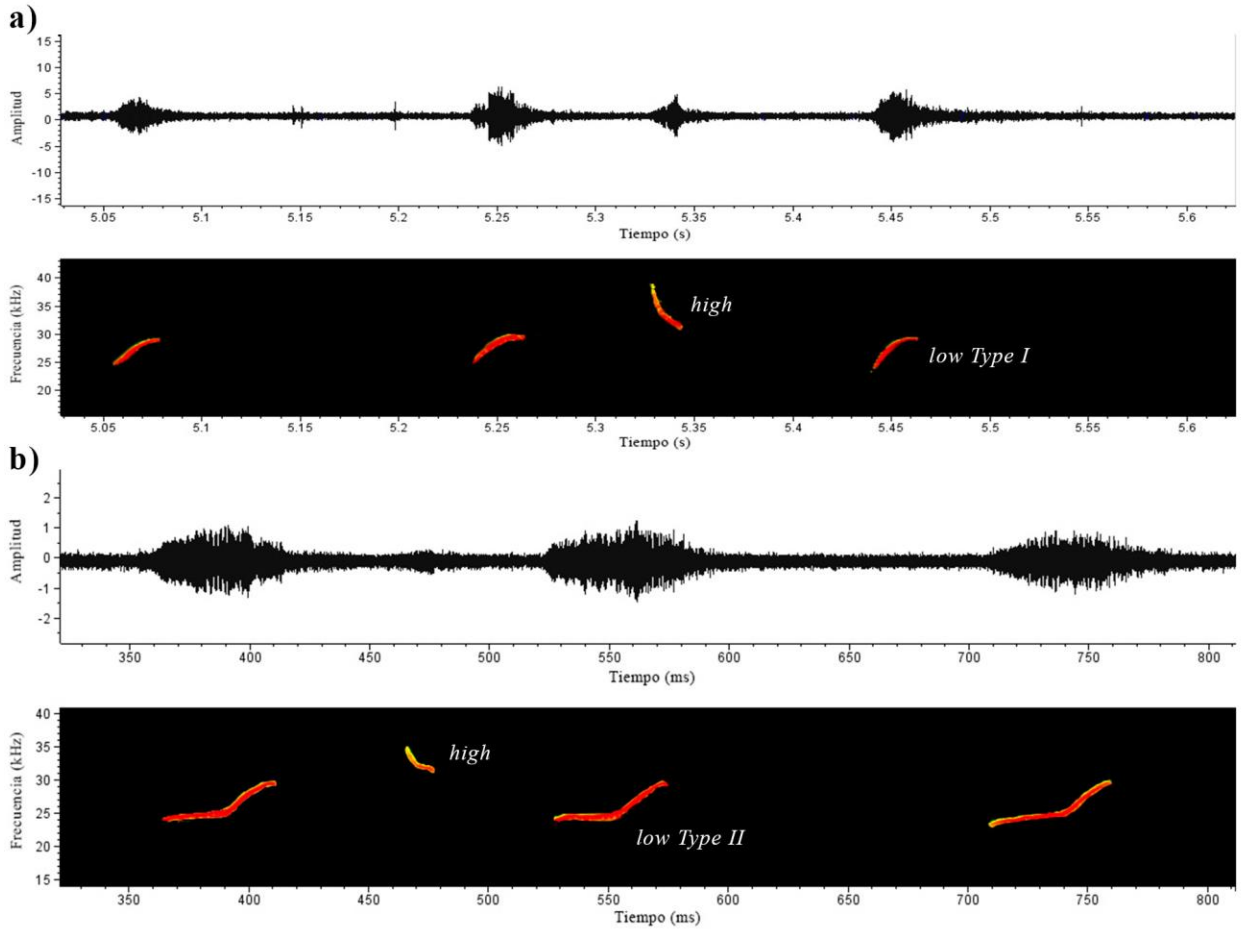 a)
Amplitud
15
10
5
0
-5
-10
-15
5.05 5.1 5.15 5.2 5.25 5.3 5.35 5.4 5.45 5.5 5.55 5.6
Tiempo (s)
Frecuencia (kHz)
40
35
30
25
20
high
low Type I
5.05 5.1 5.15 5.2 5.25 5.3 5.35 5.4 5.45 5.5 5.55 5.6
Tiempo (s)
b)
Amplitud
2
1
0
-1
-2
350 400 450 500 550 600 650 700 750 800
Tiempo (ms)
Frecuencia (kHz)
40
35
30
25
20
15
high
low Type II
350 400 450 500 550 600 650 700 750 800
Tiempo (ms)